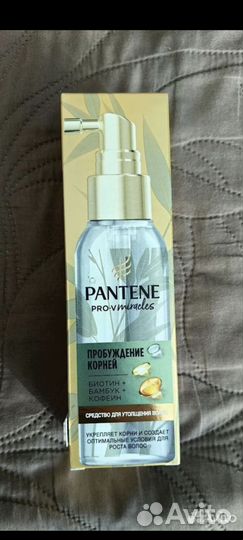 PANTENE
PRO-V miracles
ПРОБУЖДЕНИЕ
КОРНЕЙ
БИОТИН +
БАМБУК +
КОФЕИН
СРЕДСТВО ДЛЯ УТОЛЩЕНИЯ
УКРЕПЛЯЕТ КОРНИ И СОЗДАЕТ
ОПТИМАЛЬНЫЕ УСЛОВИЯ ДЛЯ
РОСТА ВОЛОС
Avito